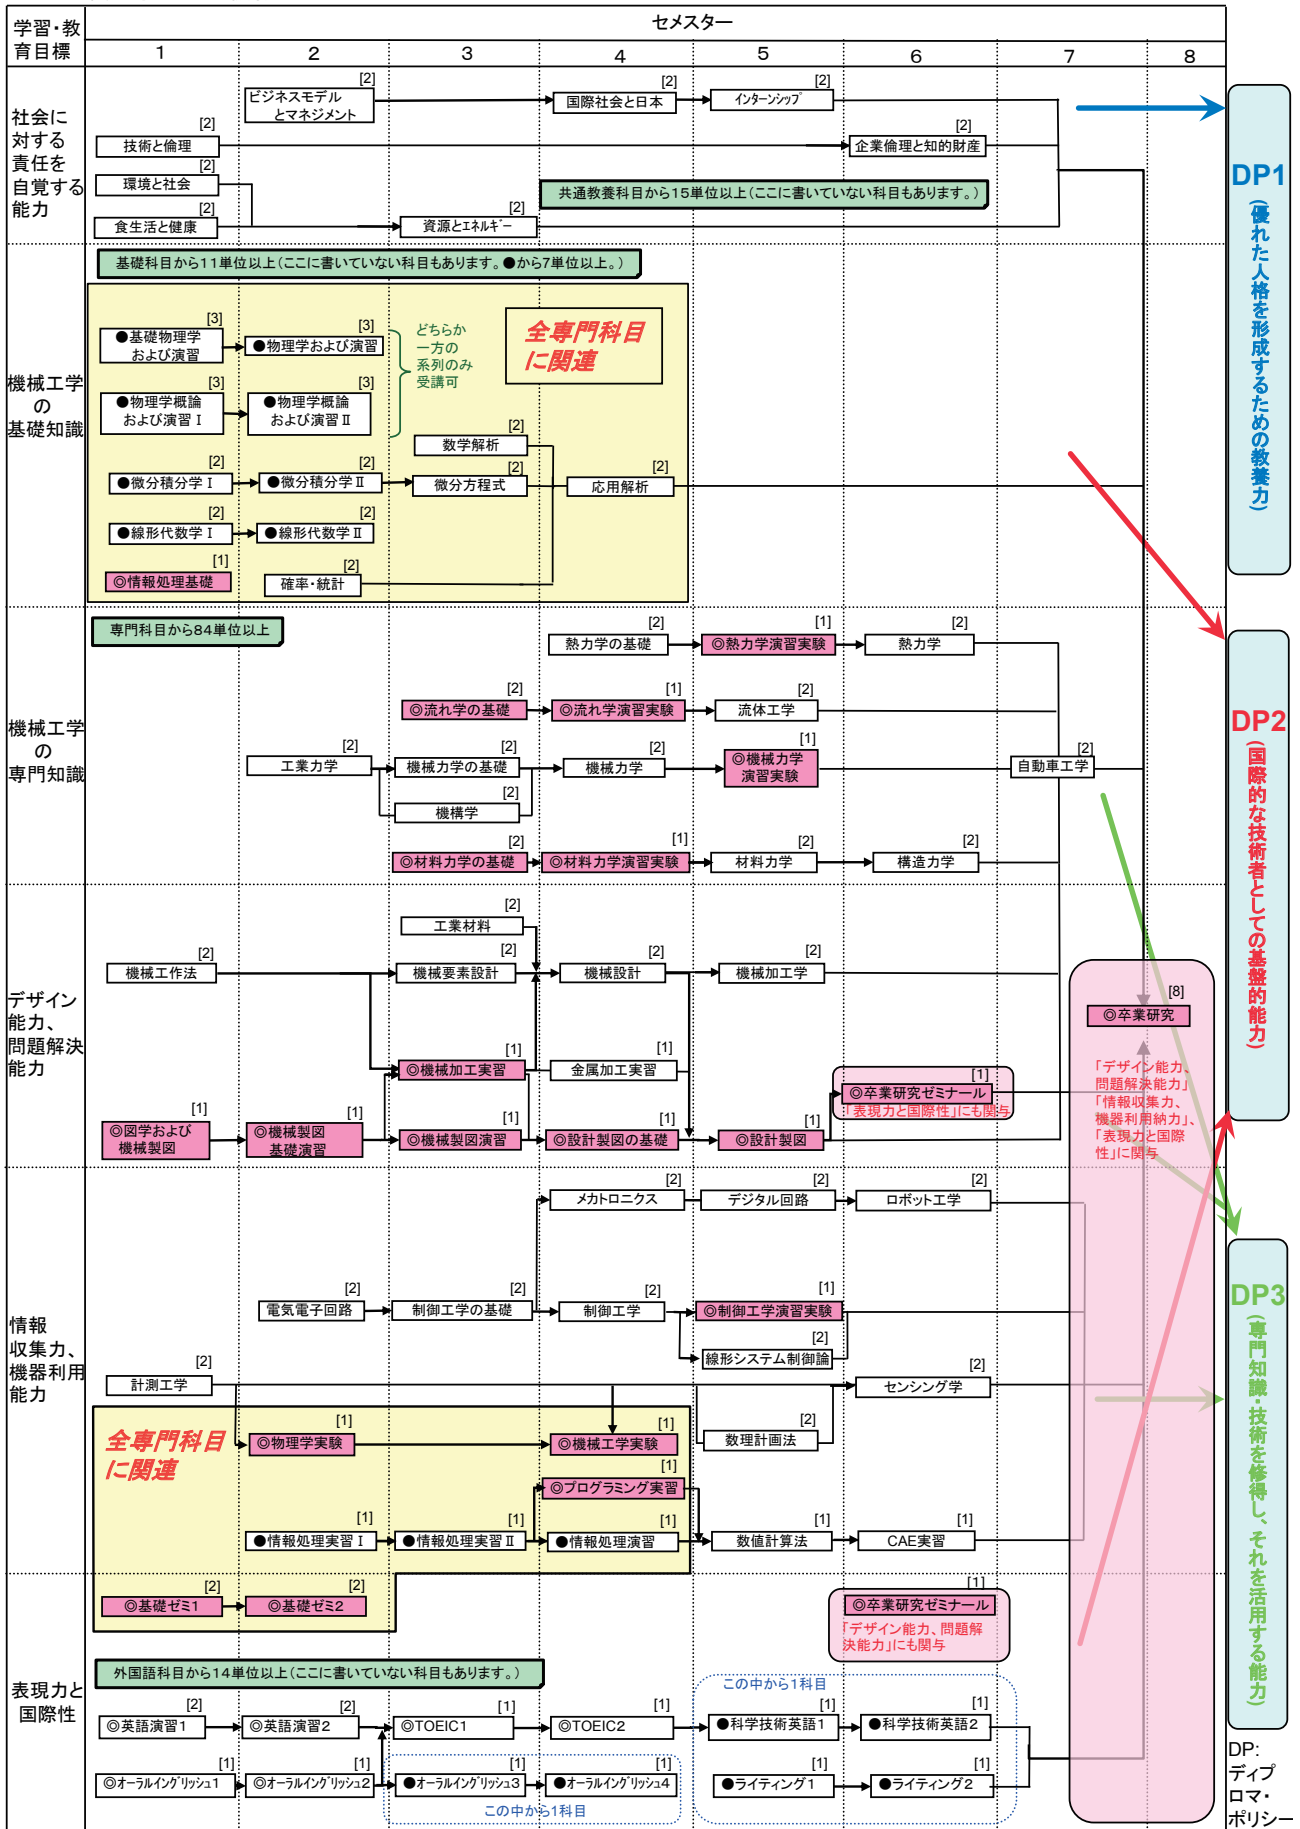 学習・教
育目標
セメスター
1
2
3
4
5
6
7
8
社会に
対する
責任を
自覚する
能力
[2]
ビジネスモデル
とマネジメント
[2]
国際社会と日本
[2]
インターンシップ
[2]
技術と倫理
[2]
企業倫理と知的財産
[2]
環境と社会
共通教養科目から15単位以上(ここに書いていない科目もあります。)
[2]
食生活と健康
[2]
資源とエネルギー
機械工学
の
基礎知識
基礎科目から11単位以上(ここに書いていない科目もあります。●から7単位以上。)
[3]
●基礎物理学
および演習
[3]
●物理学および演習
どちらか
一方の
系列のみ
受講可
全専門科目
に関連
[3]
●物理学概論
および演習Ⅰ
[3]
●物理学概論
および演習Ⅱ
[2]
数学解析
[2]
●微分積分学Ⅰ
[2]
●微分積分学Ⅱ
[2]
微分方程式
[2]
応用解析
[2]
●線形代数学Ⅰ
[2]
●線形代数学Ⅱ
[1]
◎情報処理基礎
[2]
確率・統計
機械工学
の
専門知識
専門科目から84単位以上
[2]
熱力学の基礎
[1]
◎熱力学演習実験
[2]
熱力学
[2]
◎流れ学の基礎
[1]
◎流れ学演習実験
[2]
流体工学
[2]
工業力学
[2]
機械力学の基礎
[2]
機械力学
[1]
◎機械力学
演習実験
[2]
自動車工学
[2]
機構学
[2]
◎材料力学の基礎
[1]
◎材料力学演習実験
[2]
材料力学
[2]
構造力学
デザイン
能力、
問題解決
能力
[2]
工業材料
[2]
機械工作法
[2]
機械要素設計
[2]
機械設計
[2]
機械加工学
[8]
◎卒業研究
「デザイン能力、
問題解決能力」
「情報収集力、
機器利用納力」、
「表現力と国際
性」に関与
[1]
◎機械加工実習
[1]
金属加工実習
[1]
◎卒業研究ゼミナール
「表現力と国際性」にも関与
[1]
◎図学および
機械製図
[1]
◎機械製図
基礎演習
[1]
◎機械製図演習
[1]
◎設計製図の基礎
[1]
◎設計製図
情報
収集力、
機器利用
能力
[2]
メカトロニクス
[2]
デジタル回路
[2]
ロボット工学
[2]
電気電子回路
[2]
制御工学の基礎
[2]
制御工学
[1]
◎制御工学演習実験
[2]
線形システム制御論
[2]
計測工学
[2]
センシング学
全専門科目
に関連
[1]
◎物理学実験
[1]
◎機械工学実験
[2]
数理計画法
[1]
◎プログラミング実習
[1]
●情報処理実習Ⅰ
[1]
●情報処理実習Ⅱ
[1]
●情報処理演習
[1]
数値計算法
[1]
CAE実習
[2]
◎基礎ゼミ1
[2]
◎基礎ゼミ2
[1]
◎卒業研究ゼミナール
「デザイン能力、問題解
決能力」にも関与
表現力と
国際性
外国語科目から14単位以上(ここに書いていない科目もあります。)
この中から1科目
[2]
◎英語演習1
[2]
◎英語演習2
[1]
◎TOEIC1
[1]
◎TOEIC2
[1]
●科学技術英語1
[1]
●科学技術英語2
[1]
◎オーラルイングリッシュ1
[1]
◎オーラルイングリッシュ2
[1]
●オーラルイングリッシュ3
[1]
●オーラルイングリッシュ4
[1]
●ライティング1
[1]
●ライティング2
この中から1科目
DP1
(優れた人格を形成するための教養力)
DP2
(国際的な技術者としての基盤的能力)
DP3
(専門知識・技術を修得し、それを活用する能力)
DP:
ディプ
ロマ・
ポリシー